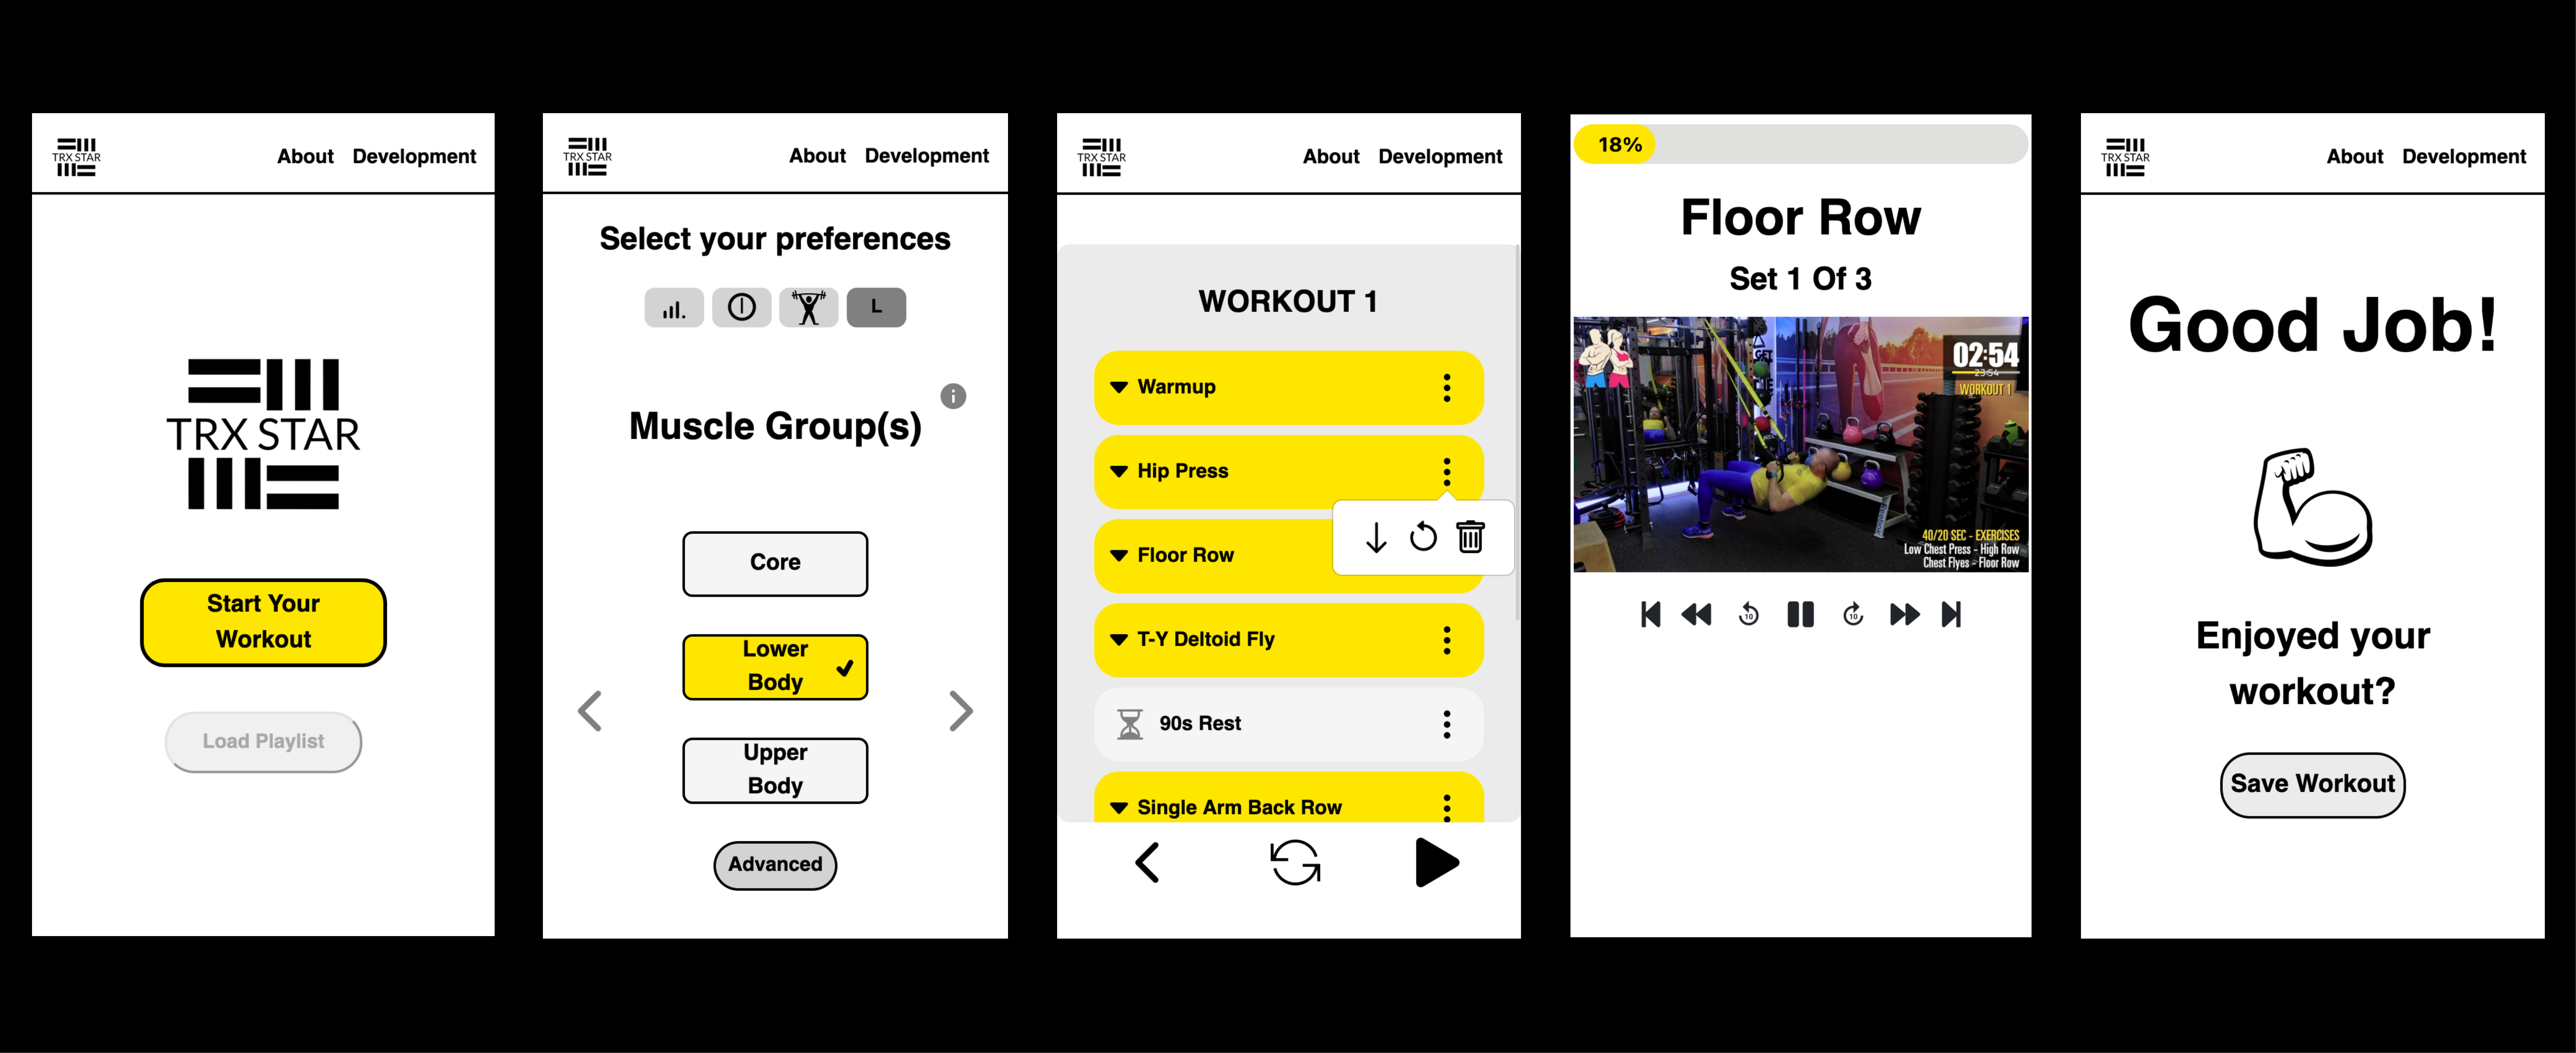 TRX STAR
About Development
TRX STAR
Start Your
Workout
Load Playlist
TRX STAR
About Development
Select your preferences
L
i
Muscle Group(s)
Core
Lower
Body
Upper
Body
Advanced
TRX STAR
About Development
WORKOUT 1
Warmup
Hip Press
Floor Row
T-Y Deltoid Fly
90s Rest
Single Arm Back Row
18%
Floor Row
Set 1 Of 3
GET
02:54
23:54
WORKOUT 1
40/20 SEC - EXERCISES
Low Chest Press - High Row
Chest Flyes - Floor Row
10 10
TRX STAR
About Development
Good Job!
Enjoyed your
workout?
Save Workout